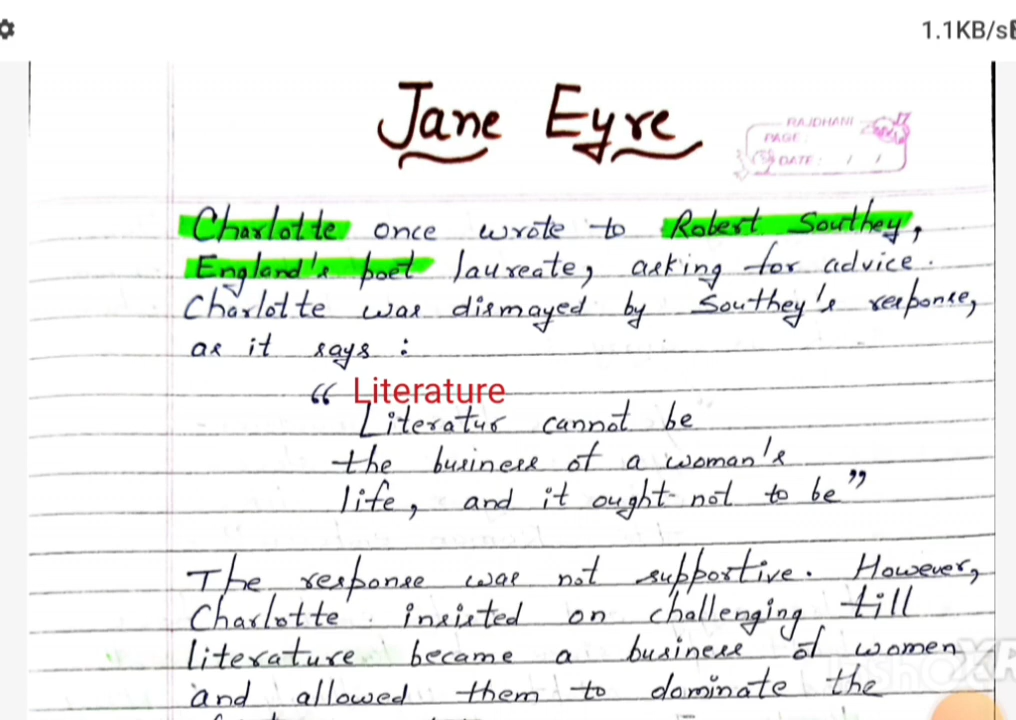 1.1KB/s
Jane Eyre
RAJDHANI
PAGE:
DATE: / /
Charlotte once wrote to Robert Southey,
England's poet laureate, asking for advice.
Charlotte was dismayed by Southey's response,
as it says :
“ Literature
Literatur cannot be
the business of a woman's
life, and it ought not to be”
The response was not supportive. However,
Charlotte insisted on challenging till
literature became a business of women
and allowed them to dominate the